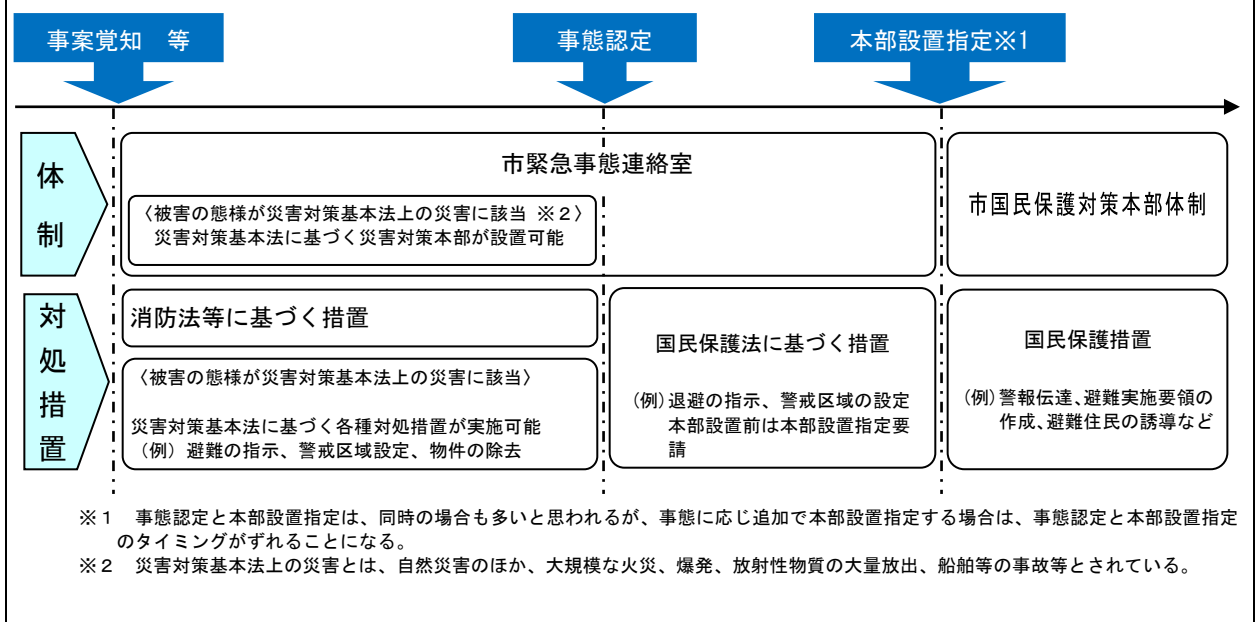 事案覚知　等
事態認定
本部設置指定※1
体
制
市緊急事態連絡室
〈被害の態様が災害対策基本法上の災害に該当 ※２〉
災害対策基本法に基づく災害対策本部が設置可能
市国民保護対策本部体制
対
処
措
置
消防法等に基づく措置
〈被害の態様が災害対策基本法上の災害に該当〉
災害対策基本法に基づく各種対処措置が実施可能
（例）避難の指示、警戒区域設定、物件の除去
国民保護法に基づく措置
(例)退避の指示、警戒区域の設定
本部設置前は本部設置指定要
請
国民保護措置
(例)警報伝達、避難実施要領の
作成、避難住民の誘導など
※１　事態認定と本部設置指定は、同時の場合も多いと思われるが、事態に応じ追加で本部設置指定する場合は、事態認定と本部設置指定
のタイミングがずれることになる。
※２　災害対策基本法上の災害とは、自然災害のほか、大規模な火災、爆発、放射性物質の大量放出、船舶等の事故等とされている。